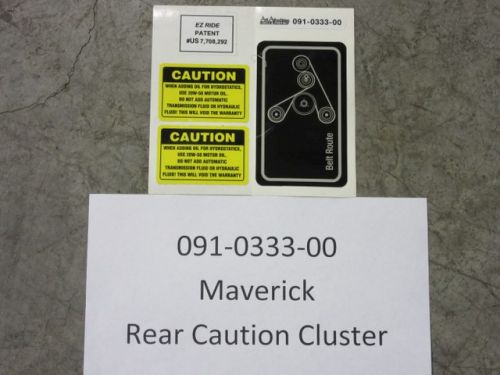 EZ RIDE
PATENT
#US 7,708,292
091-0333-00
CAUTION
WHEN ADDING OIL FOR HYDROSTATICS,
USE 20W-50 MOTOR OIL.
DO NOT ADD AUTOMATIC
TRANSMISSION FLUID OR HYDRAULIC
FLUID! THIS WILL VOID THE WARRANTY
CAUTION
WHEN ADDING OIL FOR HYDROSTATICS,
USE 20W-50 MOTOR OIL.
DO NOT ADD AUTOMATIC
TRANSMISSION FLUID OR HYDRAULIC
FLUID! THIS WILL VOID THE WARRANTY
Belt Route
091-0333-00
Maverick
Rear Caution Cluster